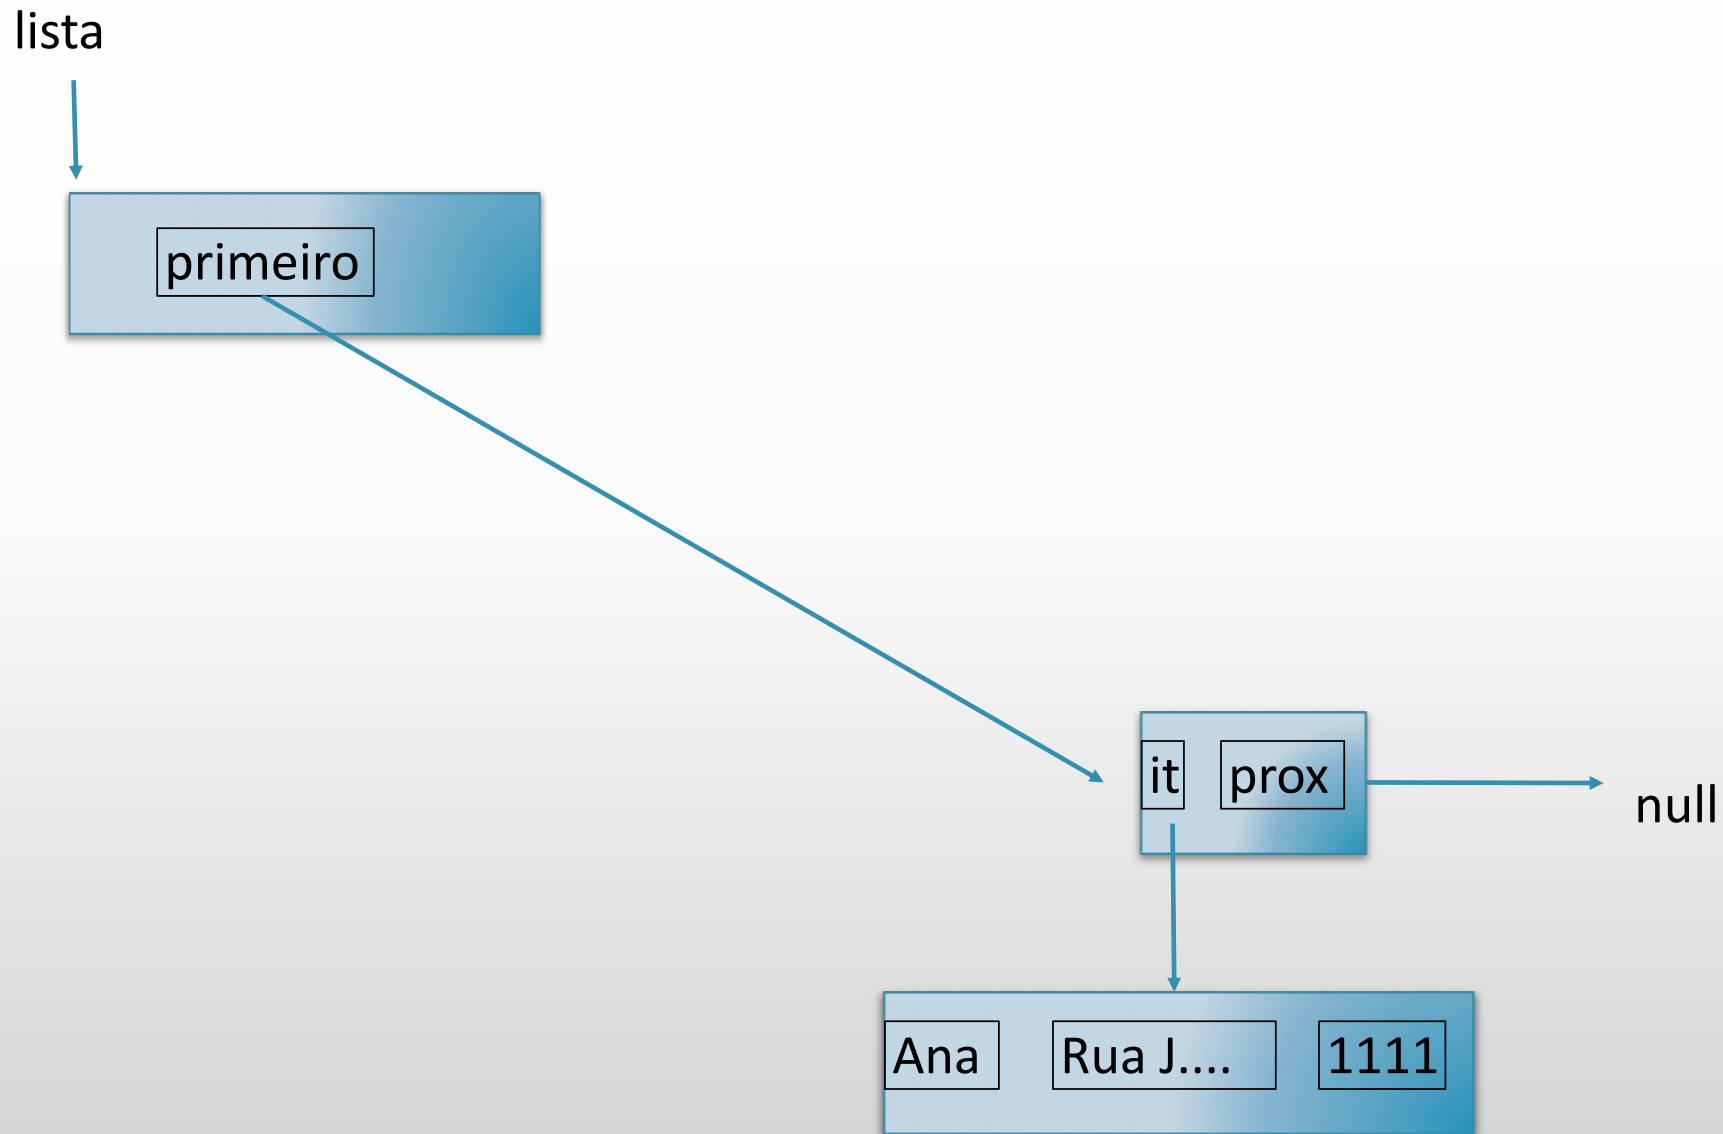 lista
primeiro
it prox
null
Ana Rua J.... 1111